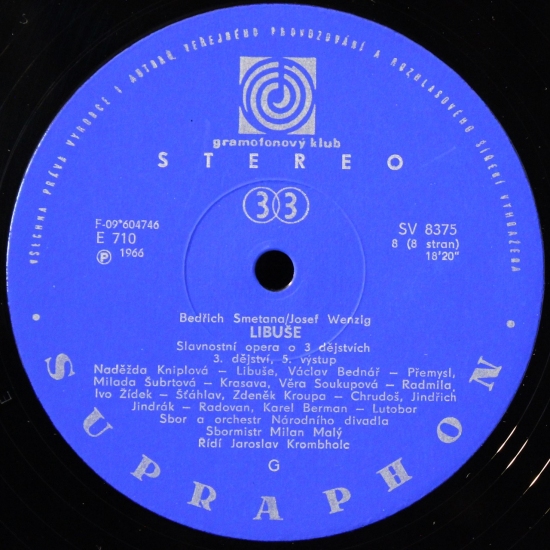 VŠECHNA PRÁVA VÝROBCE I AUTORŮ VEŘEJNÉHO PROVOZOVÁNÍ A ROZHLASOVÉHO ŠÍŘENÍ VYHRAZENA
gramofonový klub
STEREO
33
F-09*604746
E 710
Ⓟ 1966
SV 8375
8 (8 stran)
18'20"
Bedřich Smetana/Josef Wenzig
LIBUŠE
Slavnostní opera o 3 dějstvích
3. dějství, 5. výstup
Naděžda Kniplová – Libuše, Václav Bednář – Přemysl,
Milada Šubrtová – Krasava, Věra Soukupová – Radmila,
Ivo Žídek – Šťáhlav, Zdeněk Kroupa – Chrudoš, Jindřich
Jindrák – Radovan, Karel Berman – Lutobor
Sbor a orchestr Národního divadla
Sbormistr Milan Malý
Řídí Jaroslav Krombholc
G
SUPRAPHON